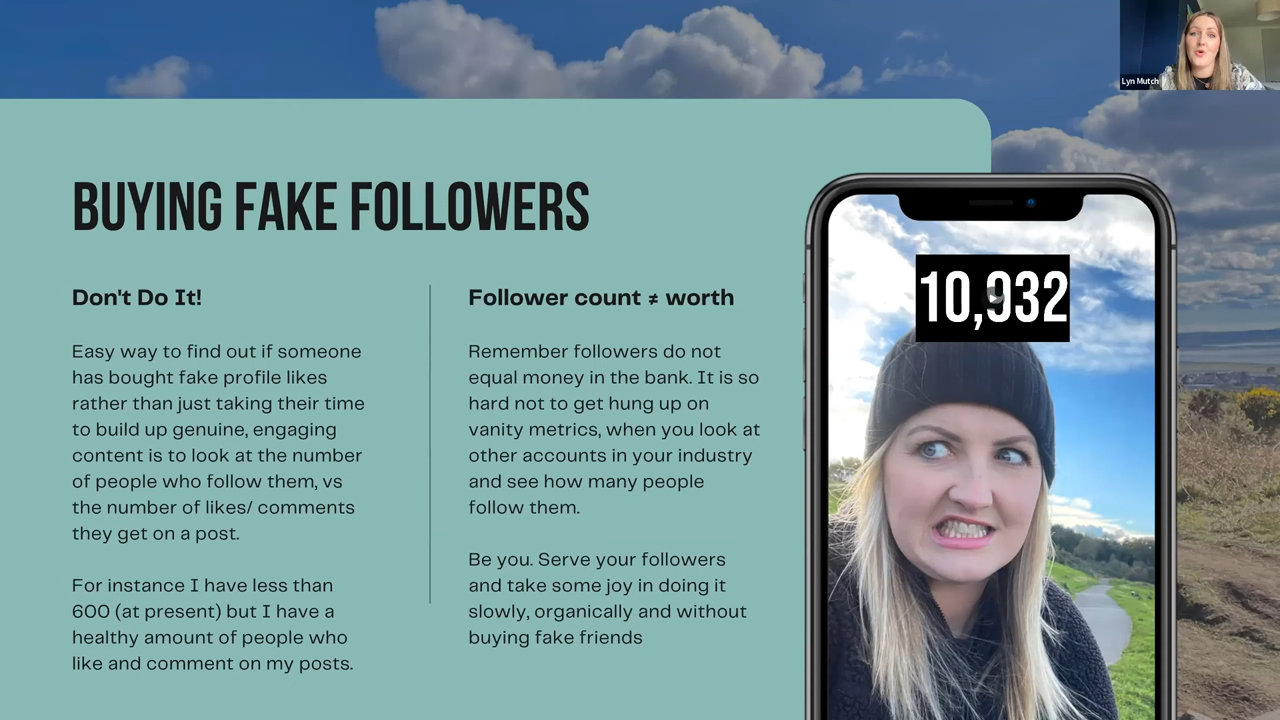 Lyn Mutch
BUYING FAKE FOLLOWERS
Don't Do It!
Easy way to find out if someone
has bought fake profile likes
rather than just taking their time
to build up genuine, engaging
content is to look at the number
of people who follow them, vs
the number of likes/ comments
they get on a post.
For instance I have less than
600 (at present) but I have a
healthy amount of people who
like and comment on my posts.
Follower count ≠ worth
Remember followers do not
equal money in the bank. It is so
hard not to get hung up on
vanity metrics, when you look at
other accounts in your industry
and see how many people
follow them.
Be you. Serve your followers
and take some joy in doing it
slowly, organically and without
buying fake friends
10,932